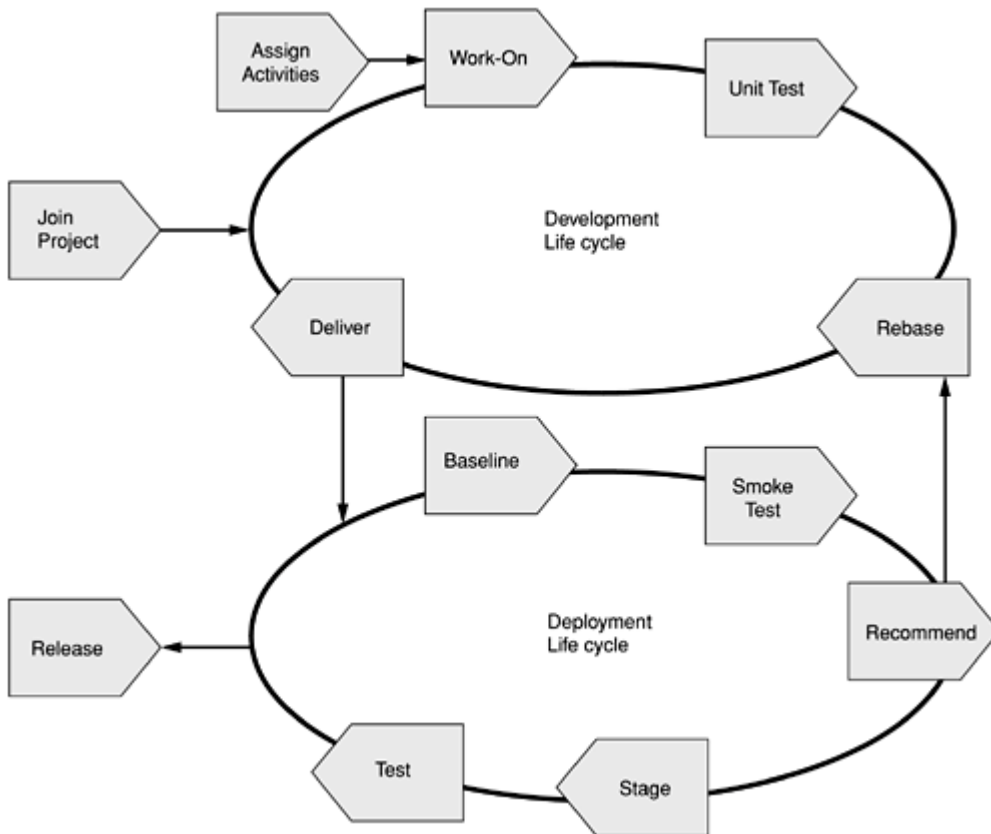 Assign
Activities
Work-On
Unit Test
Join
Project
Development
Life cycle
Deliver
Rebase
Baseline
Smoke
Test
Release
Deployment
Life cycle
Recommend
Test
Stage